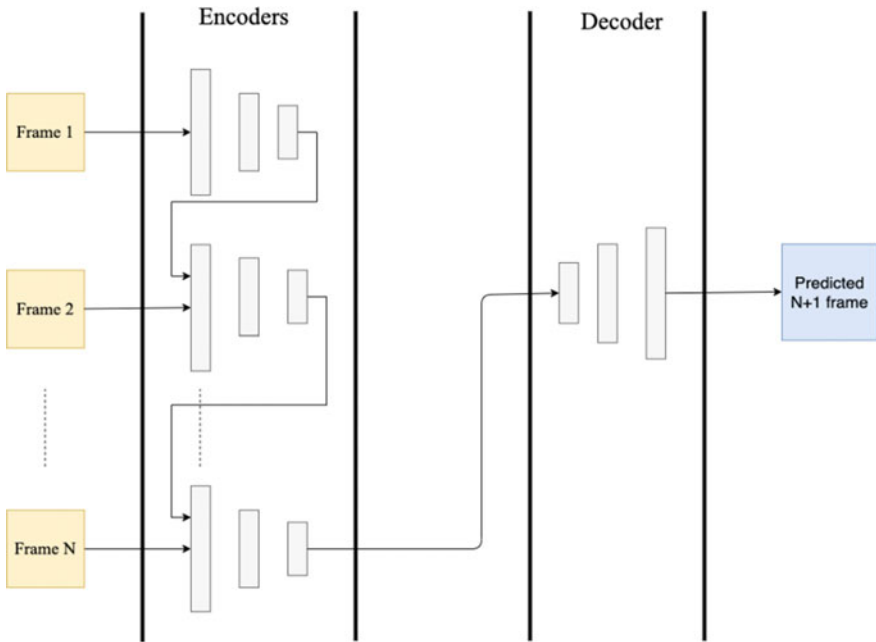 Encoders
Decoder
Frame 1
Frame 2
Frame N
Predicted
N+1 frame